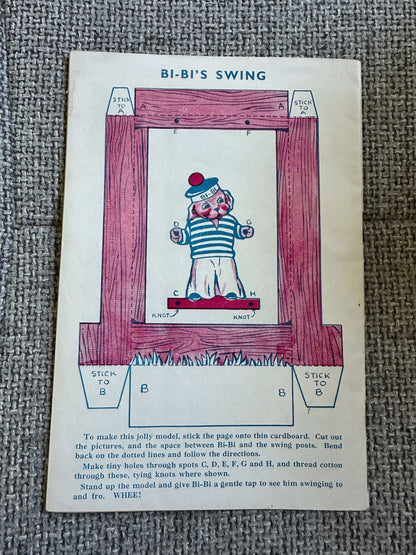 BI-BI'S SWING
STICK
TO
A
A
A
STICK
TO
A
E
F
BI-BI
D
G
C
H
KNOT
KNOT
STICK
TO
B
B
B
STICK
TO
B
To make this jolly model, stick the page onto thin cardboard. Cut out
the pictures, and the space between Bi-Bi and the swing posts. Bend
back on the dotted lines and follow the directions.
Make tiny holes through spots C, D, E, F, G and H, and thread cotton
through these, tying knots where shown.
Stand up the model and give Bi-Bi a gentle tap to see him swinging to
and fro. WHEE!